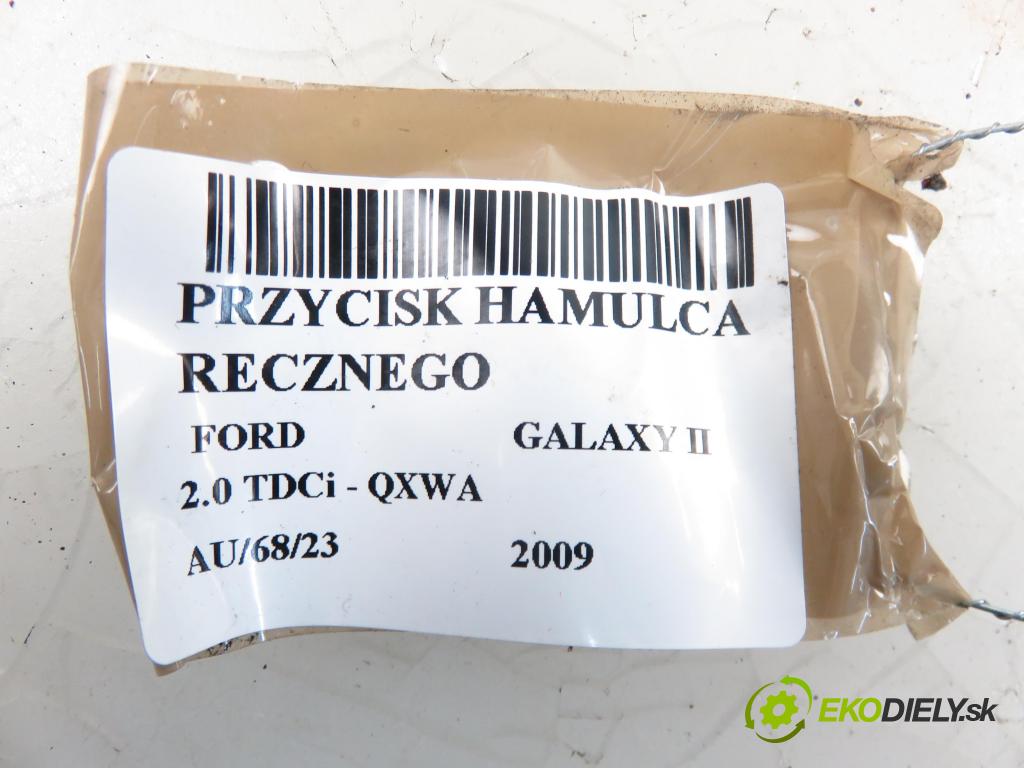 PRZYCISK HAMULCA
RECZNEGO
FORD GALAXY II
2.0 TDCi - QXWA
AU/68/23 2009
EKODIELY.sk